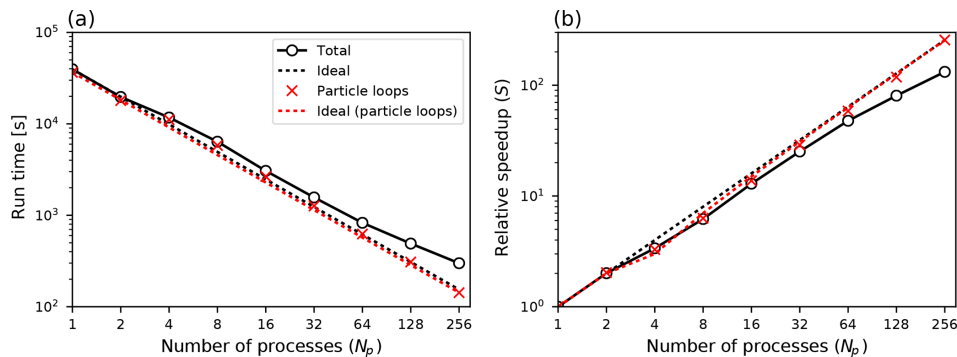 (a)
10^5
10^4
10^3
10^2
Run time [s]
Total
Ideal
Particle loops
Ideal (particle loops)
1 2 4 8 16 32 64 128 256
Number of processes (N_p)
(b)
10^2
10^1
10^0
Relative speedup (S)
1 2 4 8 16 32 64 128 256
Number of processes (N_p)